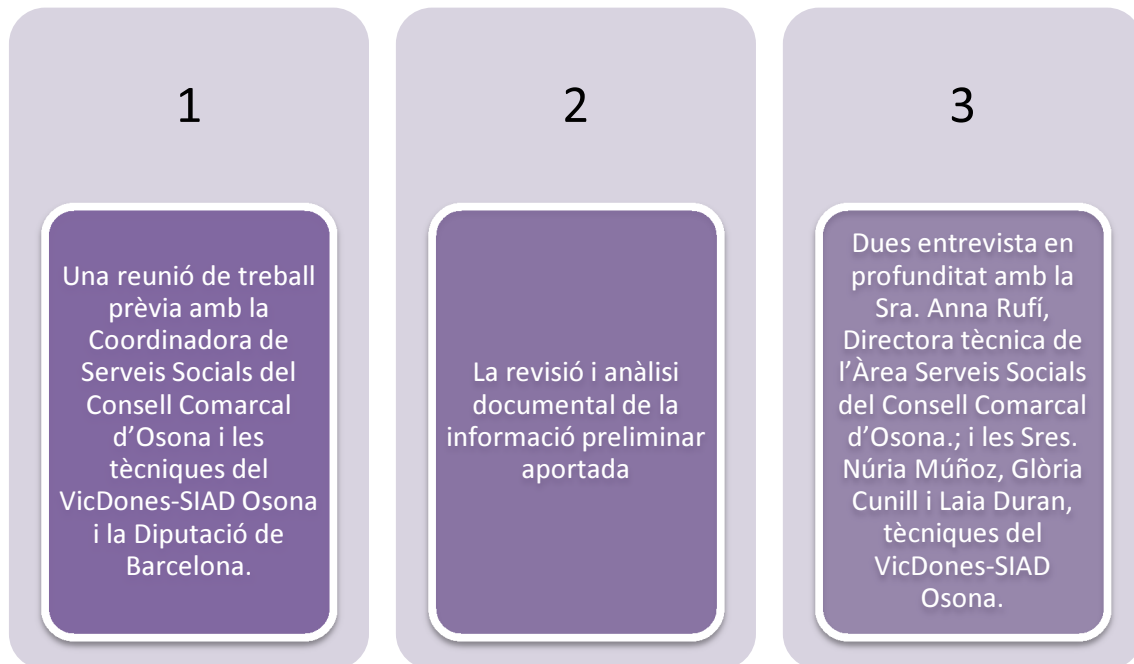 1
Una reunió de treball
prèvia amb la
Coordinadora de
Serveis Socials del
Consell Comarcal
d’Osona i les
tècniques del
VicDones-SIAD Osona
i la Diputació de
Barcelona.
2
La revisió i anàlisi
documental de la
informació preliminar
aportada
3
Dues entrevista en
profunditat amb la
Sra. Anna Rufí,
Directora tècnica de
l’Àrea Serveis Socials
del Consell Comarcal
d’Osona.; i les Sres.
Núria Múñoz, Glòria
Cunill i Laia Duran,
tècniques del
VicDones-SIAD
Osona.